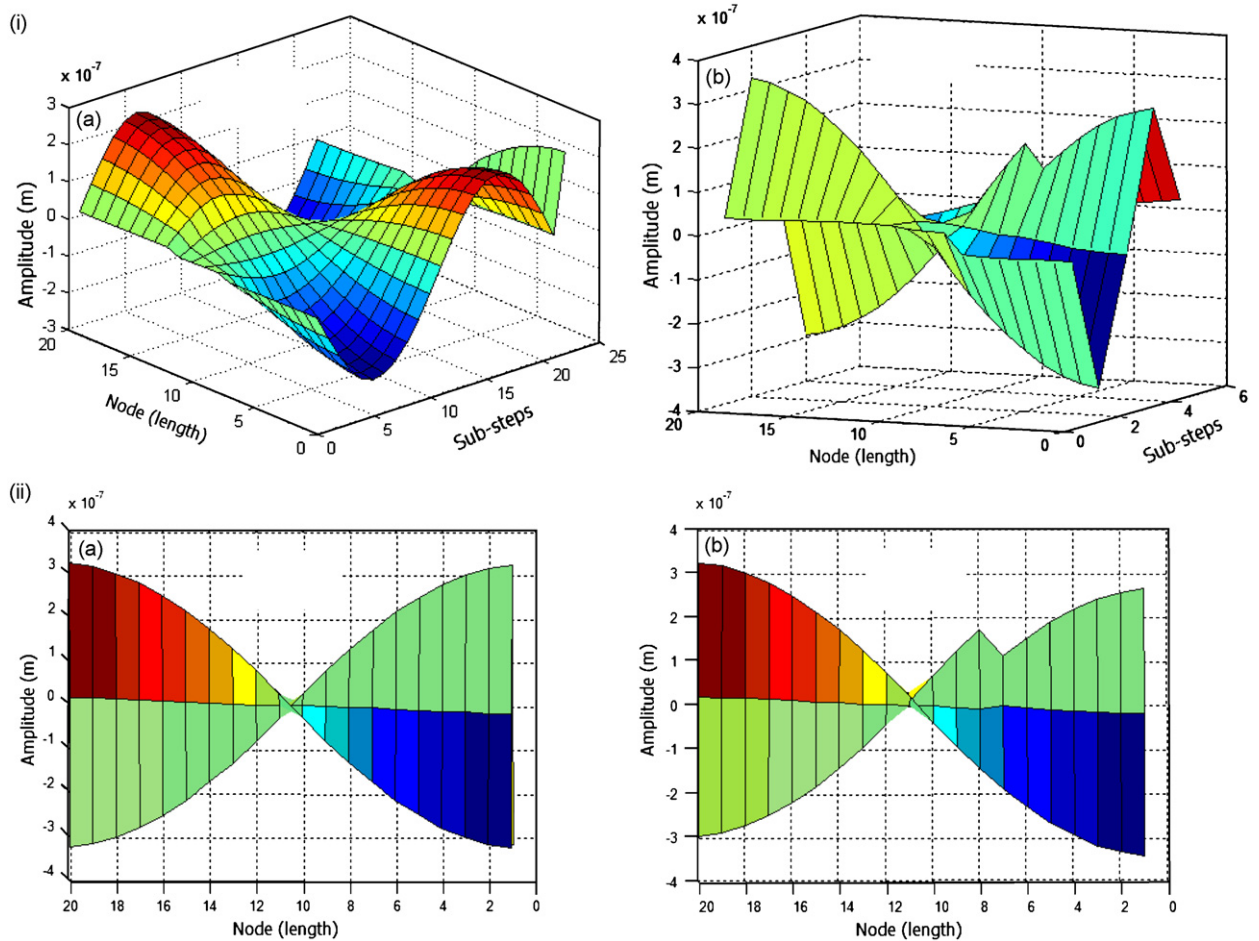 (i)
x 10⁻⁷
(a)
3
2
1
0
-1
-2
-3
Amplitude (m)
20
15
10
5
0
Node (length)
0
5
10
15
20
25
Sub-steps
x 10⁻⁷
(b)
4
3
2
1
0
-1
-2
-3
-4
Amplitude (m)
20
15
10
5
0
Node (length)
0
2
4
6
Sub-steps
(ii)
x 10⁻⁷
(a)
4
3
2
1
0
-1
-2
-3
-4
Amplitude (m)
20 18 16 14 12 10 8 6 4 2 0
Node (length)
x 10⁻⁷
(b)
4
3
2
1
0
-1
-2
-3
-4
Amplitude (m)
20 18 16 14 12 10 8 6 4 2 0
Node (length)